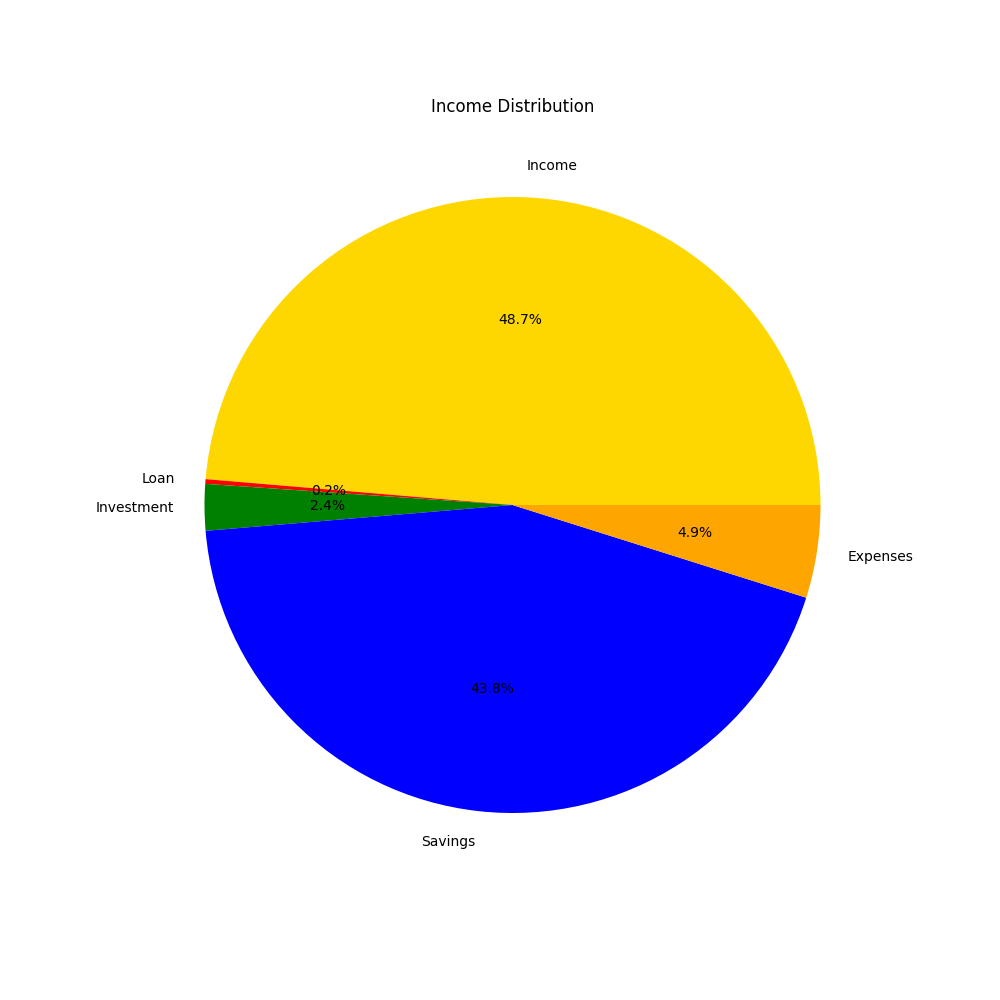 Income Distribution
Income
48.7%
Loan
0.2%
Investment
2.4%
4.9%
Expenses
43.8%
Savings